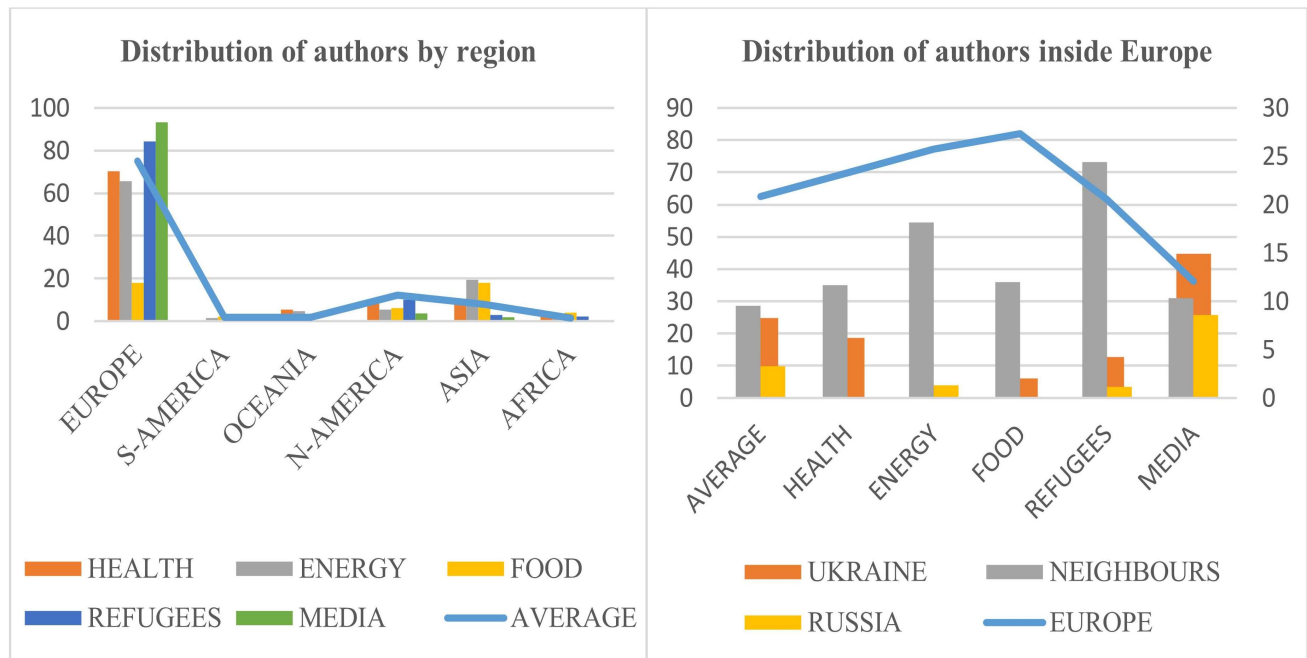 Distribution of authors by region
100
80
60
40
20
0
EUROPE
S-AMERICA
OCEANIA
N-AMERICA
ASIA
AFRICA
HEALTH ENERGY FOOD
REFUGEES MEDIA AVERAGE
Distribution of authors inside Europe
90 30
80
70 25
60 20
50
40 15
30 10
20
10 5
0 0
AVERAGE
HEALTH
ENERGY
FOOD
REFUGEES
MEDIA
UKRAINE NEIGHBOURS
RUSSIA EUROPE